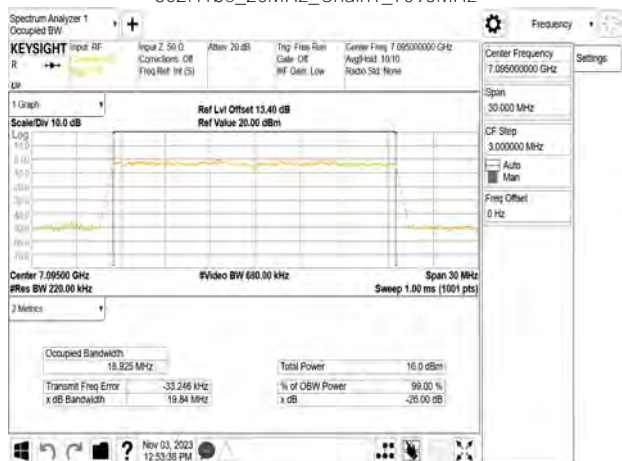 Spectrum Analyzer 1
Occupied BW
KEYSIGHT Input: RF
R
Input Z: 50 Ω
Corrections: Off
Freq Ref: Int (S)
Atten: 20 dB
Trig: Free Run
Gate: Off
#IF Gain: Low
Center Freq: 7.095000000 GHz
Avg|Hold: 10/10
Radio Std: None
Frequency
Center Frequency
7.095000000 GHz
Settings
Span
30.000 MHz
CF Step
3.000000 MHz
Auto
Man
Freq Offset
0 Hz
1 Graph
Scale/Div 10.0 dB
Ref Lvl Offset 13.40 dB
Ref Value 20.00 dBm
Log
Center 7.09500 GHz
#Res BW 220.00 kHz
#Video BW 680.00 kHz
Span 30 MHz
Sweep 1.00 ms (1001 pts)
2 Metrics
Occupied Bandwidth
18.925 MHz
Total Power 16.0 dBm
Transmit Freq Error -33.246 kHz
% of OBW Power 99.00 %
x dB Bandwidth 19.84 MHz
x dB -26.00 dB
Nov 03, 2023
12:53:38 PM